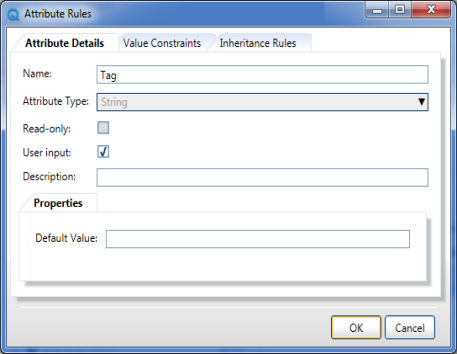 Attribute Rules
Attribute Details Value Constraints Inheritance Rules
Name: Tag
Attribute Type: String
Read-only:
User input:
Description:
Properties
Default Value:
OK Cancel